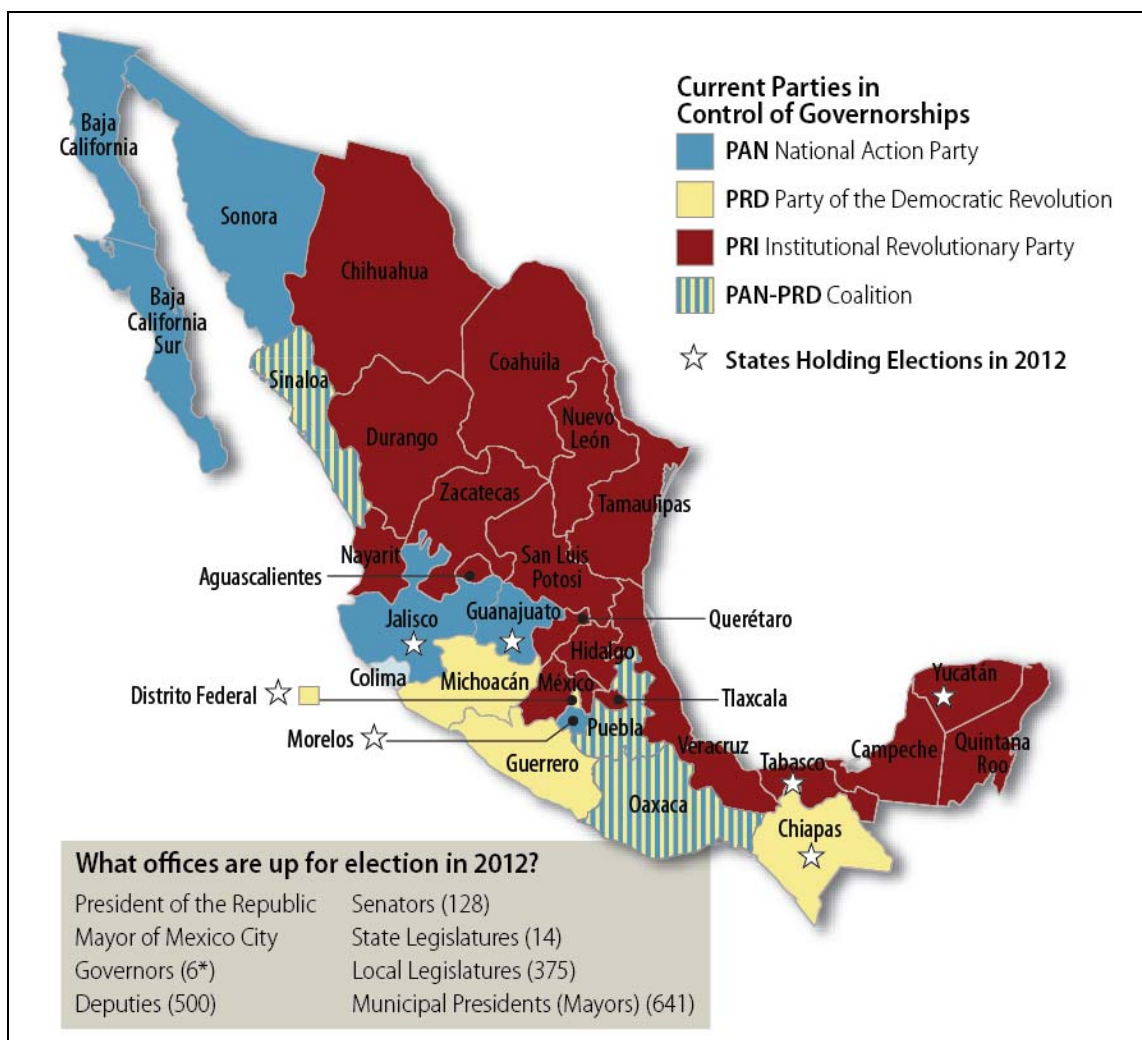 Current Parties in
Control of Governorships
PAN National Action Party
PRD Party of the Democratic Revolution
PRI Institutional Revolutionary Party
PAN-PRD Coalition
States Holding Elections in 2012
Baja
California
Sonora
Chihuahua
Baja
California
Sur
Coahuila
Sinaloa
Nuevo
León
Durango
Zacatecas
Tamaulipas
Nayarit
San Luis
Potosi
Aguascalientes
Jalisco
Guanajuato
Querétaro
Hidalgo
Colima
Michoacán
México
Yucatán
Distrito Federal
Tlaxcala
Morelos
Puebla
Veracruz
Campeche
Quintana
Roo
Guerrero
Tabasco
Oaxaca
Chiapas
What offices are up for election in 2012?
President of the Republic
Mayor of Mexico City
Governors (6*)
Deputies (500)
Senators (128)
State Legislatures (14)
Local Legislatures (375)
Municipal Presidents (Mayors) (641)